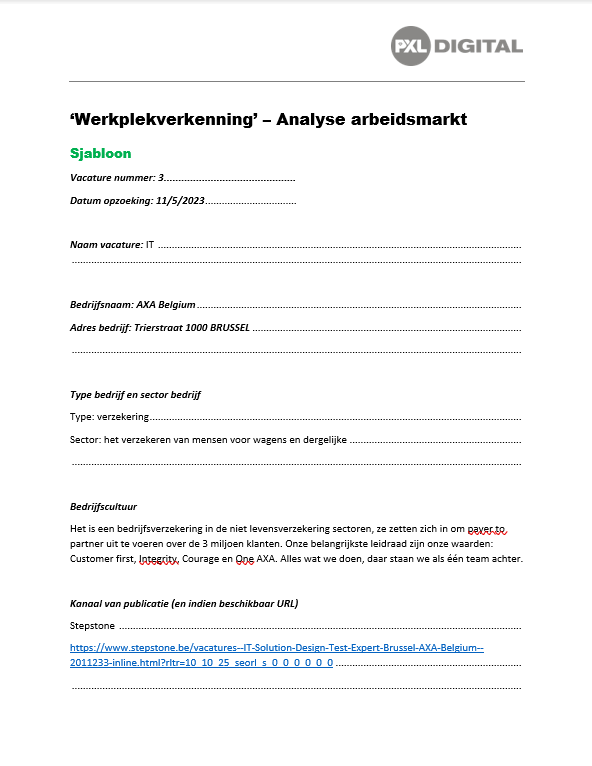 PXL DIGITAL
‘Werkplekverkenning’ – Analyse arbeidsmarkt
Sjabloon
Vacature nummer: 3..............................................
Datum opzoeking: 11/5/2023................................
Naam vacature: IT ..............................................................................
..............................................................................
Bedrijfsnaam: AXA Belgium..............................................................................
Adres bedrijf: Trierstraat 1000 BRUSSEL ..............................................................................
..............................................................................
Type bedrijf en sector bedrijf
Type: verzekering..............................................................................
Sector: het verzekeren van mensen voor wagens en dergelijke ..................................................
..............................................................................
Bedrijfscultuur
Het is een bedrijfsverzekering in de niet levensverzekering sectoren, ze zetten zich in om payer to
partner uit te voeren over de 3 miljoen klanten. Onze belangrijkste leidraad zijn onze waarden:
Customer first, Integrity, Courage en One AXA. Alles wat we doen, daar staan we als één team achter.
Kanaal van publicatie (en indien beschikbaar URL)
Stepstone ..............................................................................
https://www.stepstone.be/vacatures--IT-Solution-Design-Test-Expert-Brussel-AXA-Belgium--
2011233-inline.html?rltr=10_10_25_seorl_s_0_0_0_0_0_0 ..................................................
..............................................................................